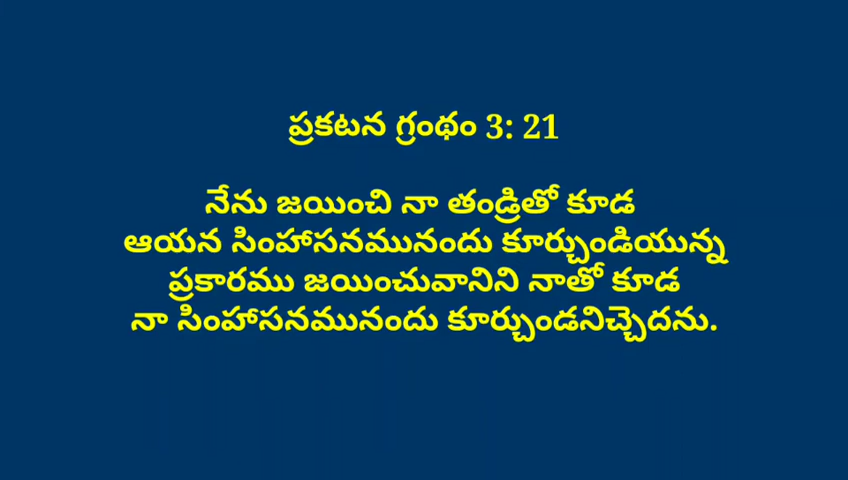 ప్రకటన గ్రంథం 3: 21
నేను జయించి నా తండ్రితో కూడ
ఆయన సింహాసనమునందు కూర్చుండియున్న
ప్రకారము జయించువానిని నాతో కూడ
నా సింహాసనమునందు కూర్చుండనిచ్చెదను.